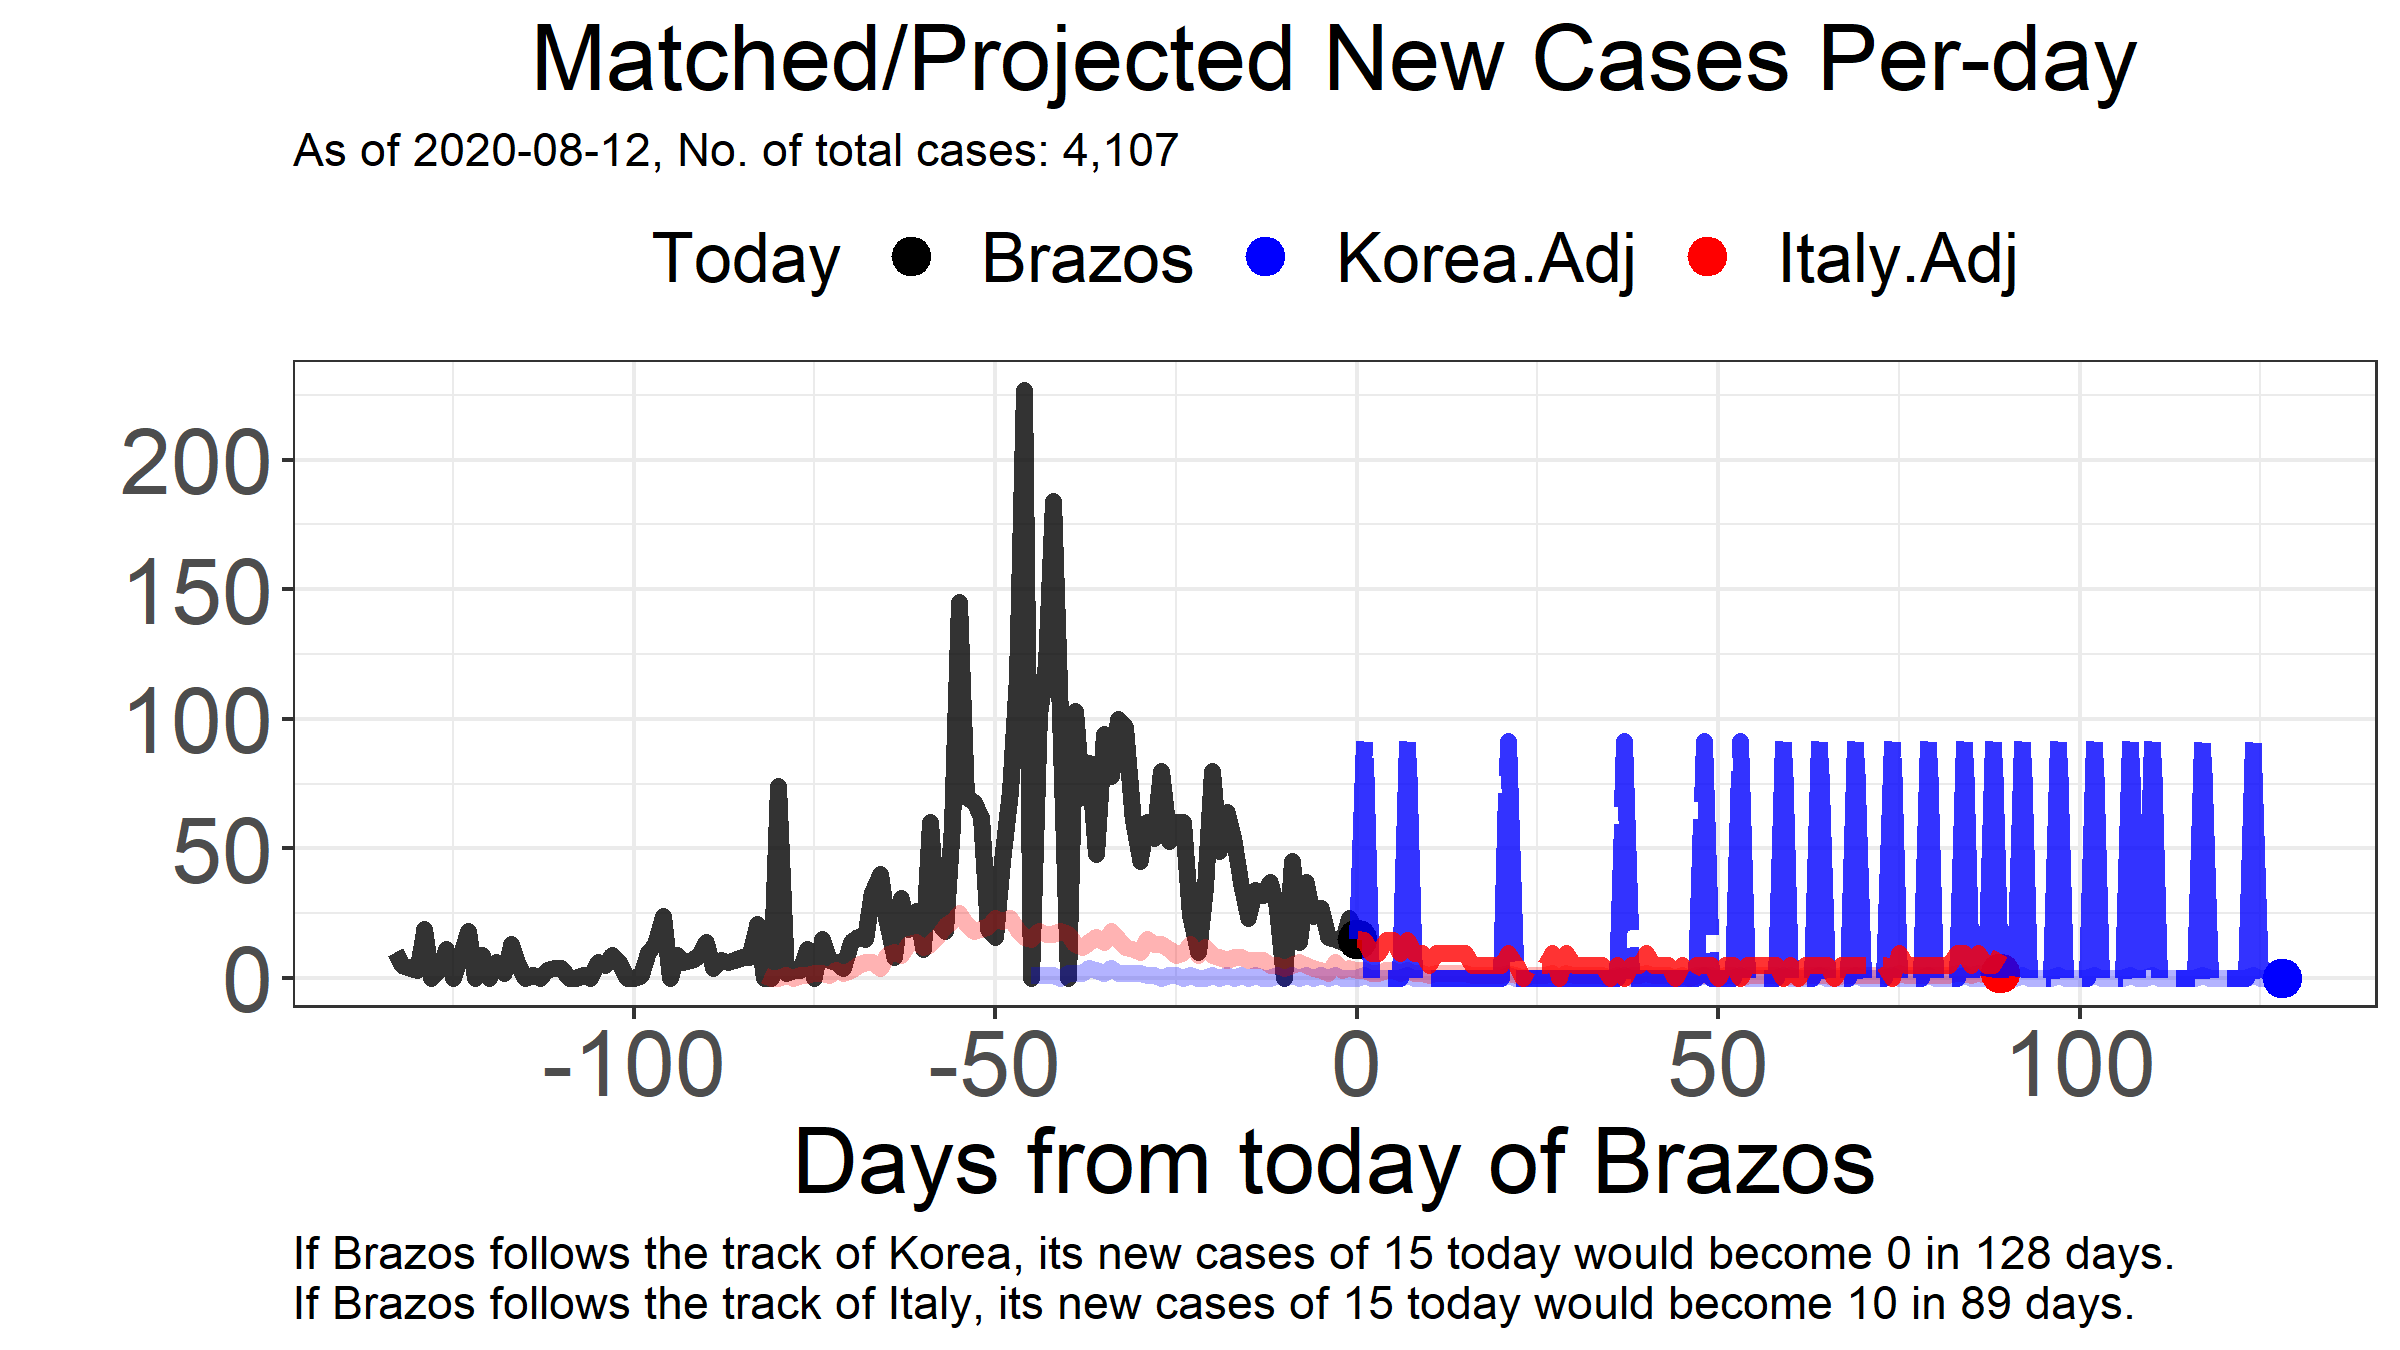 Matched/Projected New Cases Per-day
As of 2020-08-12, No. of total cases: 4,107
Today Brazos Korea.Adj Italy.Adj
200
150
100
50
0
-100 -50 0 50 100
Days from today of Brazos
If Brazos follows the track of Korea, its new cases of 15 today would become 0 in 128 days.
If Brazos follows the track of Italy, its new cases of 15 today would become 10 in 89 days.